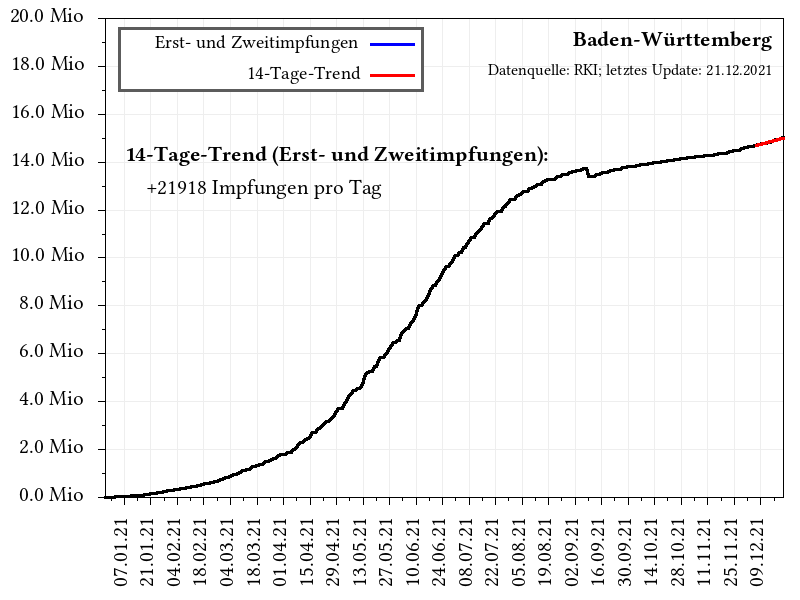 20.0 Mio
18.0 Mio
16.0 Mio
14.0 Mio
12.0 Mio
10.0 Mio
8.0 Mio
6.0 Mio
4.0 Mio
2.0 Mio
0.0 Mio
Erst- und Zweitimpfungen
14-Tage-Trend
Baden-Württemberg
Datenquelle: RKI; letztes Update: 21.12.2021
14-Tage-Trend (Erst- und Zweitimpfungen):
+21918 Impfungen pro Tag
07.01.21
21.01.21
04.02.21
18.02.21
04.03.21
18.03.21
01.04.21
15.04.21
29.04.21
13.05.21
27.05.21
10.06.21
24.06.21
08.07.21
22.07.21
05.08.21
19.08.21
02.09.21
16.09.21
30.09.21
14.10.21
28.10.21
11.11.21
25.11.21
09.12.21